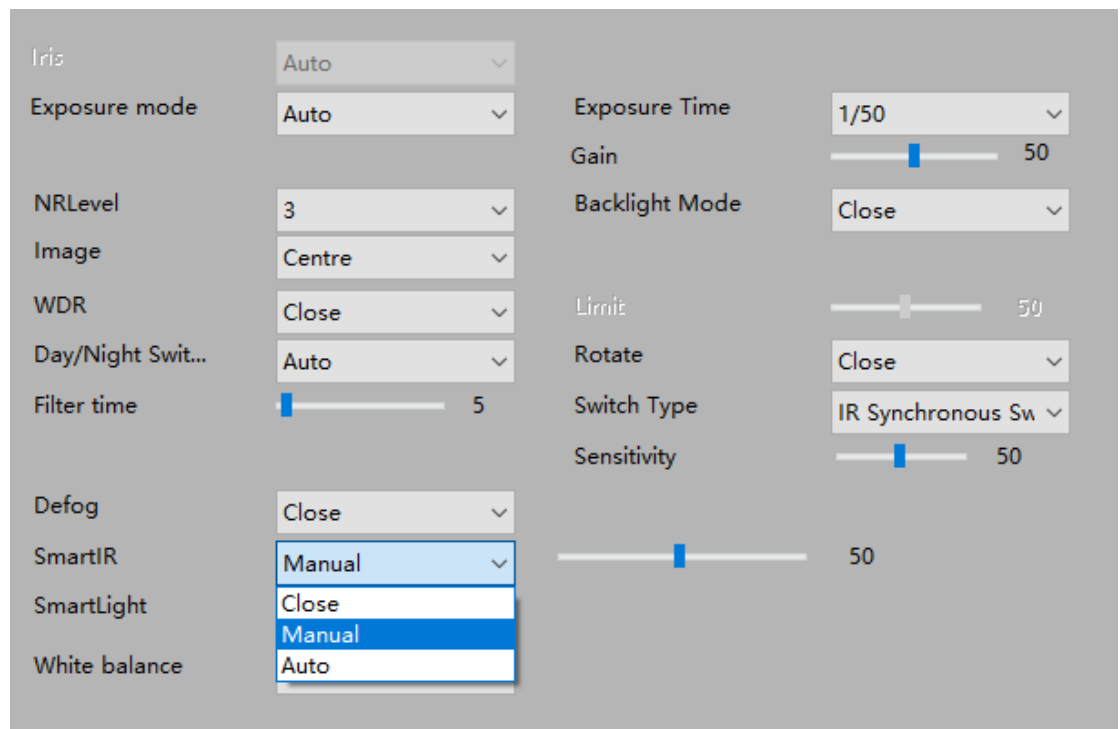 Iris Auto
Exposure mode Auto Exposure Time 1/50
Gain 50
NRLevel 3 Backlight Mode Close
Image Centre
WDR Close Limit 50
Day/Night Swit... Auto Rotate Close
Filter time 5 Switch Type IR Synchronous Sw
Sensitivity 50
Defog Close
SmartIR Manual 50
SmartLight Close
Manual
White balance Auto